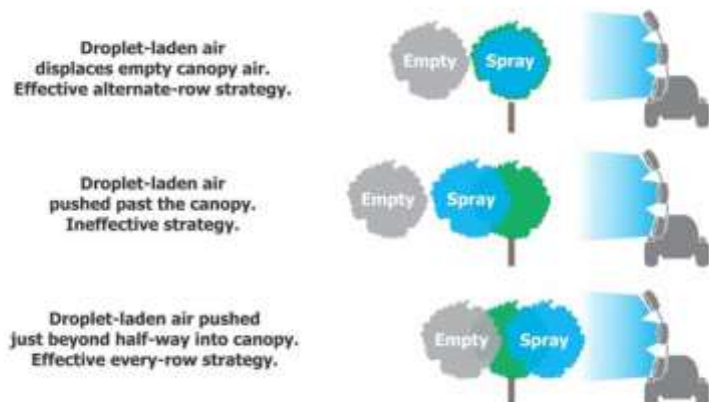 Droplet-laden air
displaces empty canopy air.
Effective alternate-row strategy.
Empty
Spray
Droplet-laden air
pushed past the canopy.
Ineffective strategy.
Empty
Spray
Droplet-laden air pushed
just beyond half-way into canopy.
Effective every-row strategy.
Empty
Spray